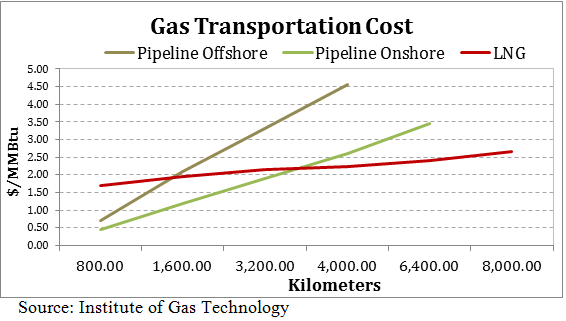 Gas Transportation Cost
Pipeline Offshore Pipeline Onshore LNG
5.00
4.50
4.00
3.50
3.00
2.50
2.00
1.50
1.00
0.50
0.00
$/MMBtu
800.00 1,600.00 3,200.00 4,000.00 6,400.00 8,000.00
Kilometers
Source: Institute of Gas Technology